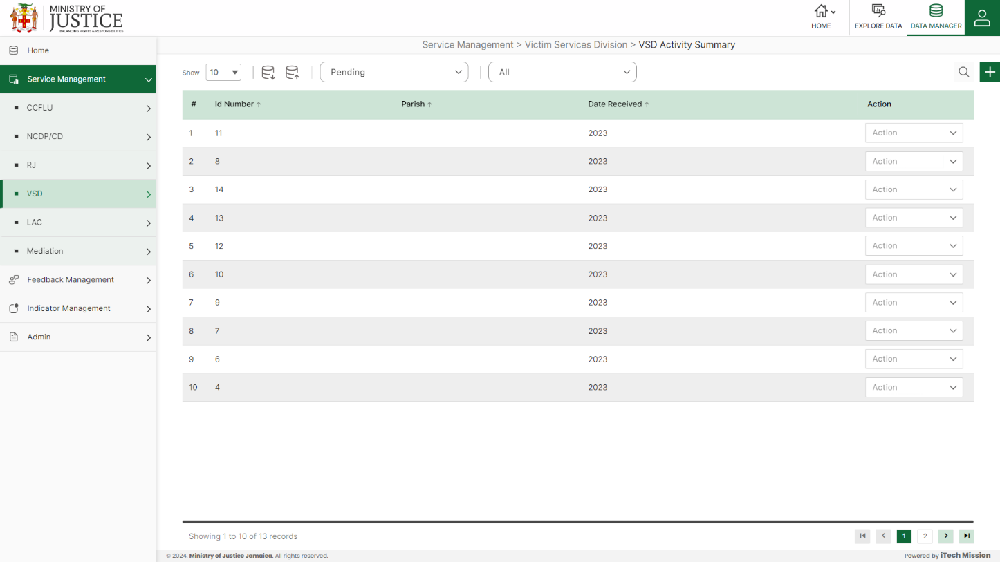 MINISTRY OF
JUSTICE
BALANCING RIGHTS & RESPONSIBILITIES
HOME
EXPLORE DATA
DATA MANAGER
Home
Service Management
CCFLU
NCDP/CD
RJ
VSD
LAC
Mediation
Feedback Management
Indicator Management
Admin
Service Management > Victim Services Division > VSD Activity Summary
Show 10 Pending All
# Id Number Parish Date Received Action
1 11 2023 Action
2 8 2023 Action
3 14 2023 Action
4 13 2023 Action
5 12 2023 Action
6 10 2023 Action
7 9 2023 Action
8 7 2023 Action
9 6 2023 Action
10 4 2023 Action
Showing 1 to 10 of 13 records
1 2
© 2024. Ministry of Justice Jamaica. All rights reserved.
Powered by iTech Mission